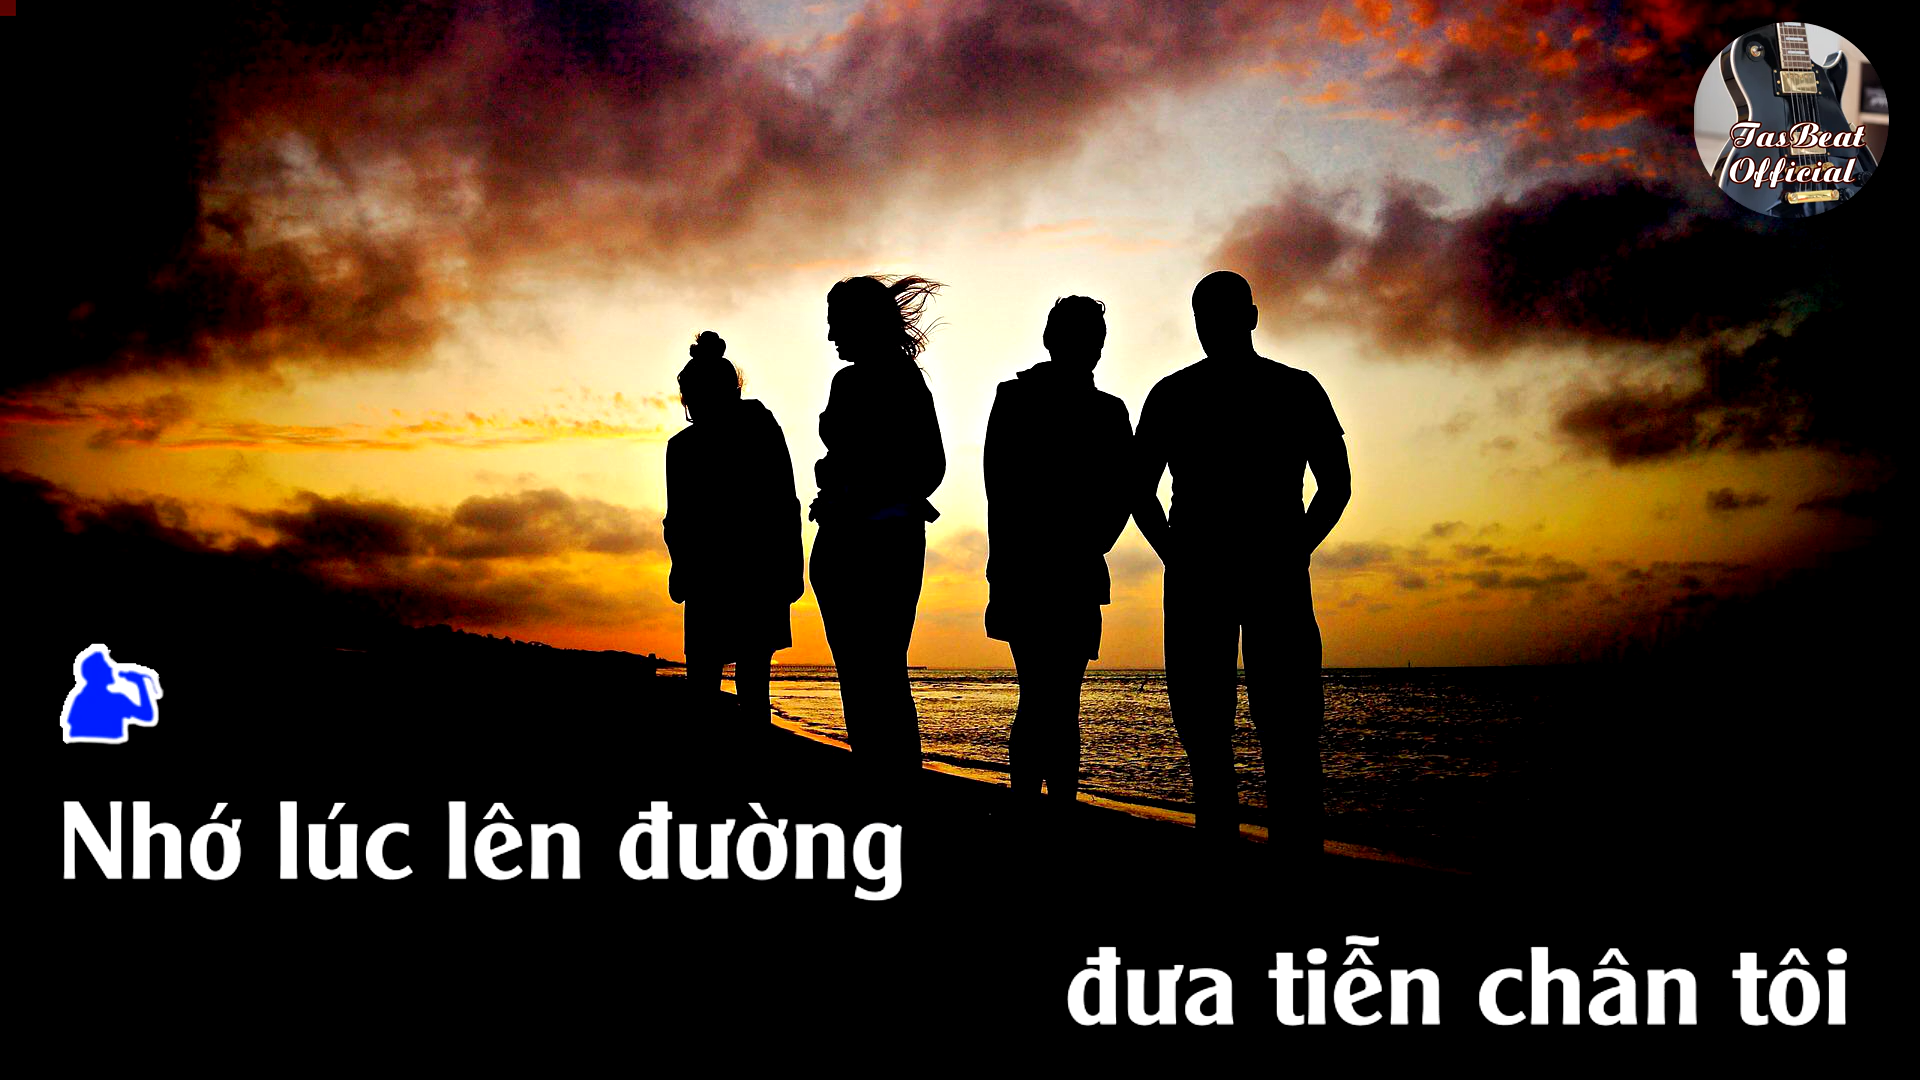 TasBeat
Official
Nhớ lúc lên đường
đưa tiễn chân tôi